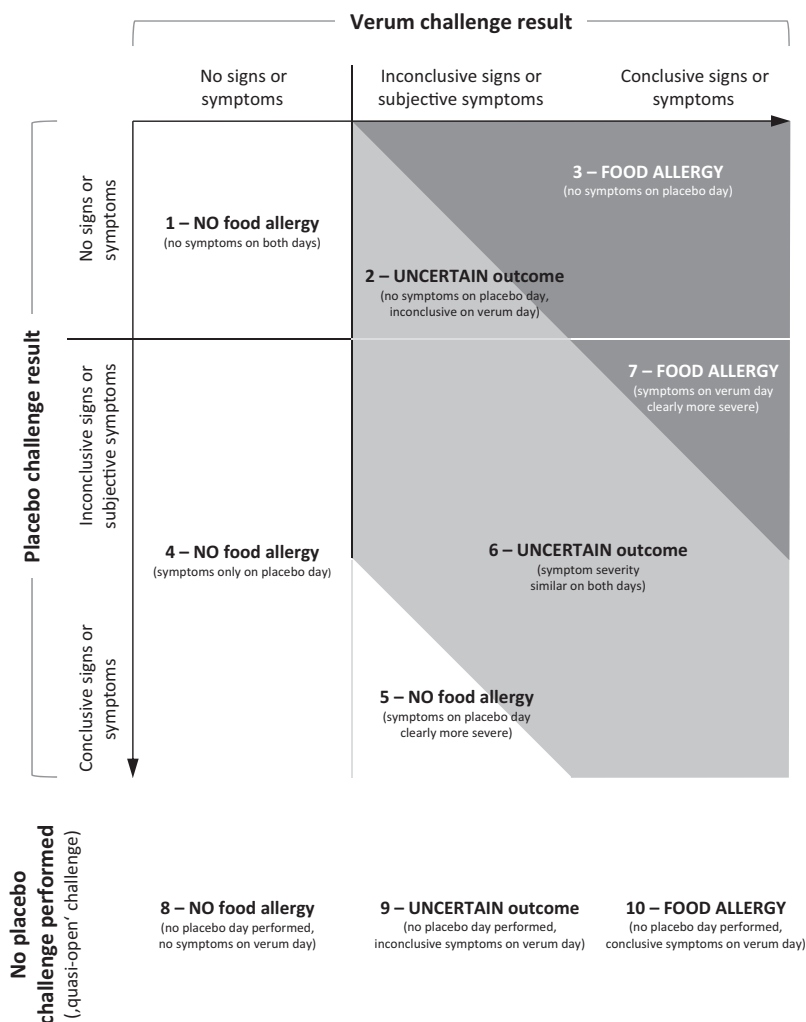 Verum challenge result
No signs or
symptoms
Inconclusive signs or
subjective symptoms
Conclusive signs or
symptoms
Placebo challenge result
No signs or
symptoms
1 – NO food allergy
(no symptoms on both days)
2 – UNCERTAIN outcome
(no symptoms on placebo day,
inconclusive on verum day)
3 – FOOD ALLERGY
(no symptoms on placebo day)
Inconclusive signs or
subjective symptoms
7 – FOOD ALLERGY
(symptoms on verum day
clearly more severe)
4 – NO food allergy
(symptoms only on placebo day)
6 – UNCERTAIN outcome
(symptom severity
similar on both days)
Conclusive signs or
symptoms
5 – NO food allergy
(symptoms on placebo day
clearly more severe)
No placebo
challenge performed
(‚quasi-open‘ challenge)
8 – NO food allergy
(no placebo day performed,
no symptoms on verum day)
9 – UNCERTAIN outcome
(no placebo day performed,
inconclusive symptoms on verum day)
10 – FOOD ALLERGY
(no placebo day performed,
conclusive symptoms on verum day)